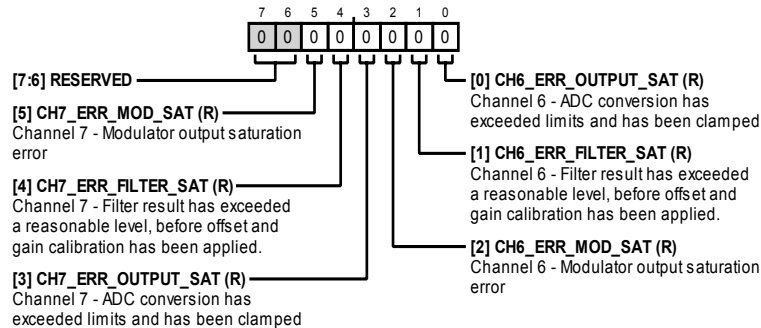 7 6 5 4 3 2 1 0
0 0 0 0 0 0 0 0
[7:6] RESERVED
[5] CH7_ERR_MOD_SAT (R)
Channel 7 - Modulator output saturation
error
[4] CH7_ERR_FILTER_SAT (R)
Channel 7 - Filter result has exceeded
a reasonable level, before offset and
gain calibration has been applied.
[3] CH7_ERR_OUTPUT_SAT (R)
Channel 7 - ADC conversion has
exceeded limits and has been clamped
[0] CH6_ERR_OUTPUT_SAT (R)
Channel 6 - ADC conversion has
exceeded limits and has been clamped
[1] CH6_ERR_FILTER_SAT (R)
Channel 6 - Filter result has exceeded
a reasonable level, before offset and
gain calibration has been applied.
[2] CH6_ERR_MOD_SAT (R)
Channel 6 - Modulator output saturation
error